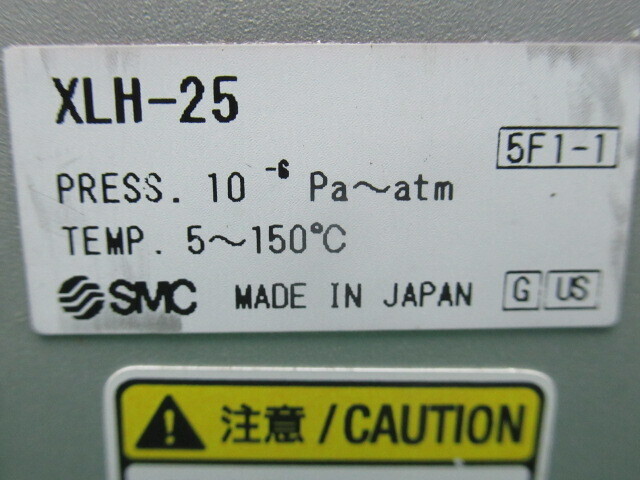 XLH-25
5F1-1
PRESS. 10⁻⁶ Pa~atm
TEMP. 5~150℃
SMC MADE IN JAPAN G US
注意/CAUTION